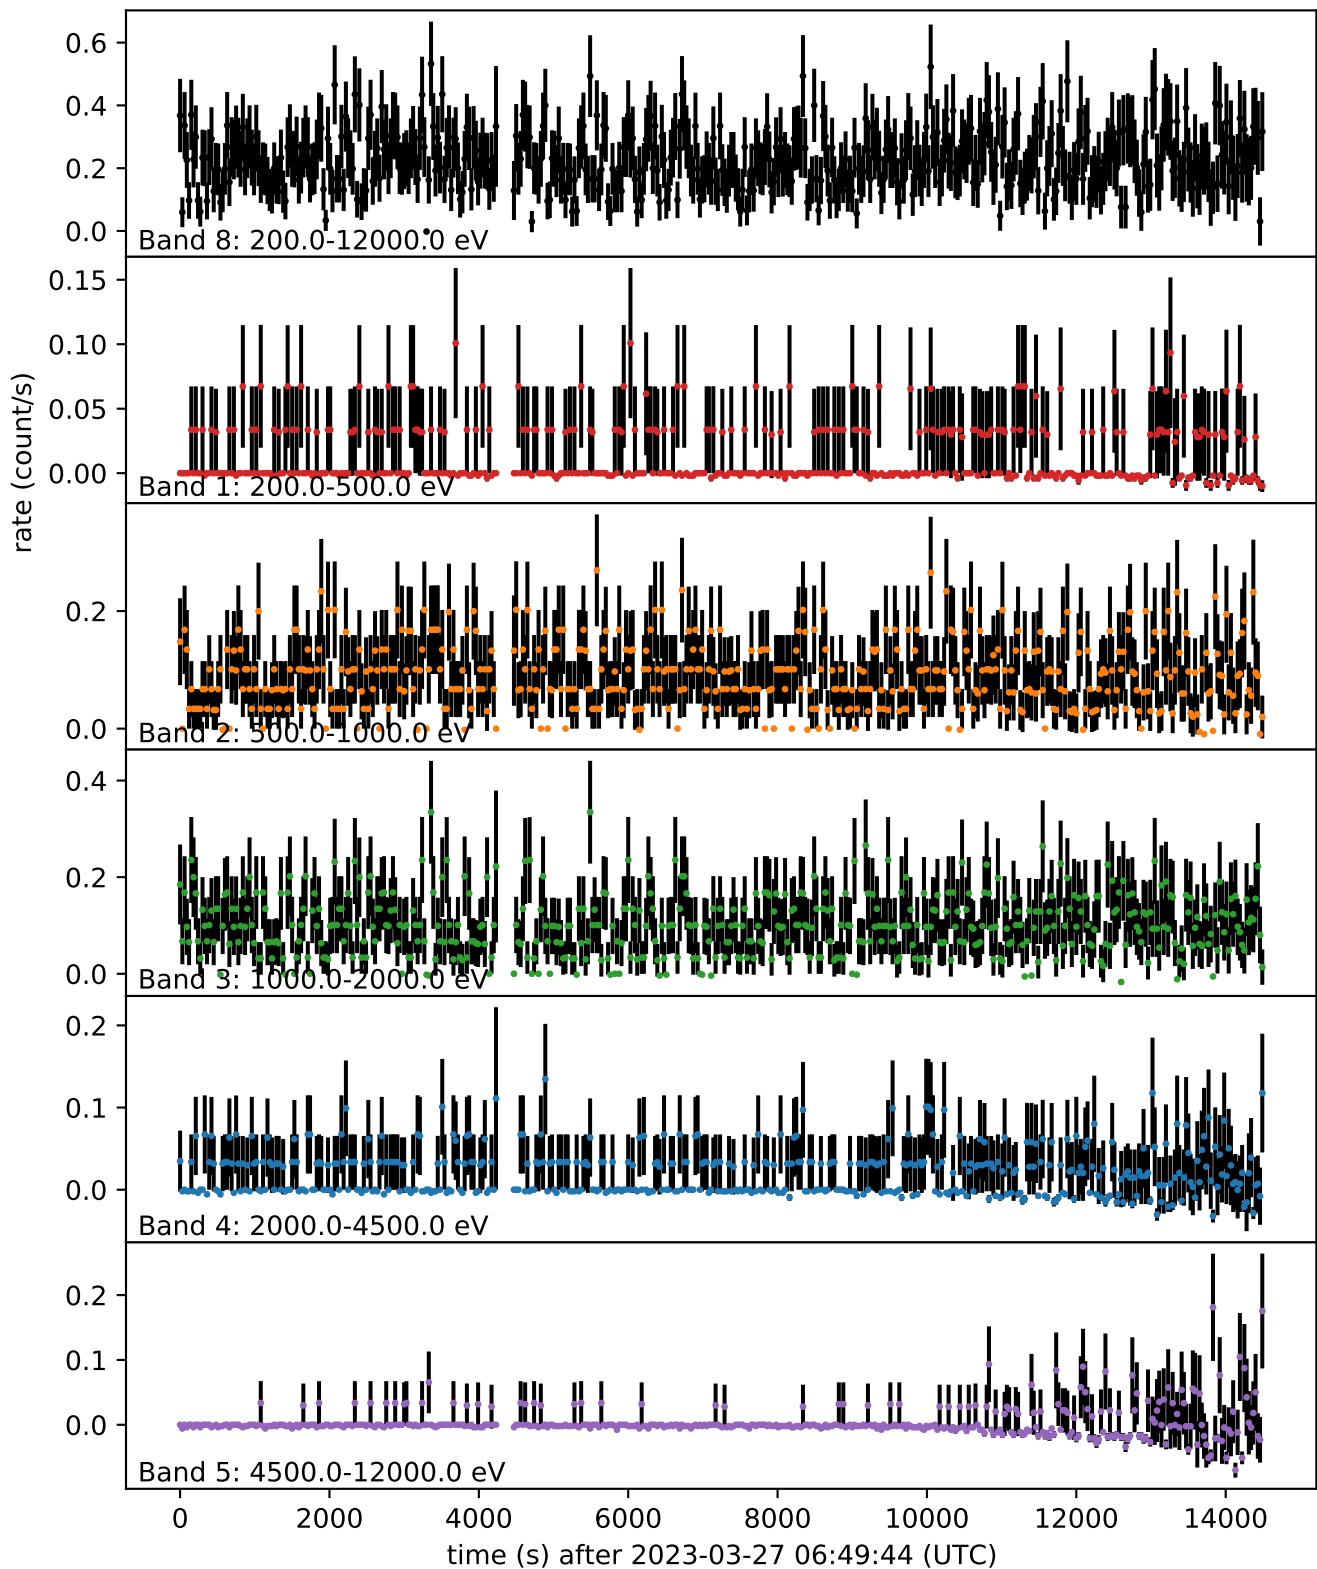 0.6
0.4
0.2
0.0
Band 8: 200.0-12000.0 eV
0.15
0.10
0.05
0.00
Band 1: 200.0-500.0 eV
rate (count/s)
0.2
0.0
Band 2: 500.0-1000.0 eV
0.4
0.2
0.0
Band 3: 1000.0-2000.0 eV
0.2
0.1
0.0
Band 4: 2000.0-4500.0 eV
0.2
0.1
0.0
Band 5: 4500.0-12000.0 eV
0 2000 4000 6000 8000 10000 12000 14000
time (s) after 2023-03-27 06:49:44 (UTC)